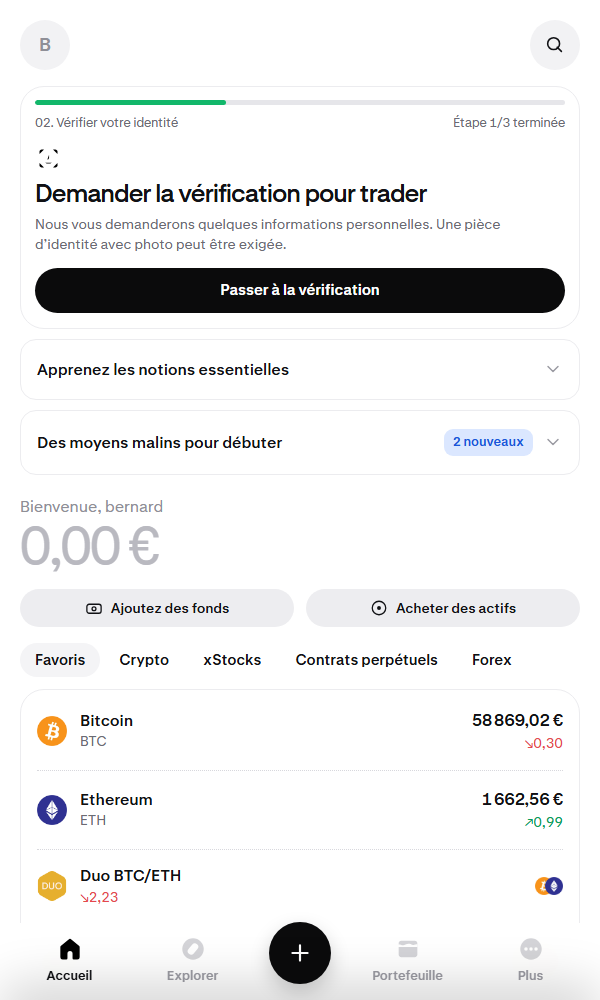 B
02. Vérifier votre identité
Étape 1/3 terminée
Demander la vérification pour trader
Nous vous demanderons quelques informations personnelles. Une pièce
d'identité avec photo peut être exigée.
Passer à la vérification
Apprenez les notions essentielles
Des moyens malins pour débuter
2 nouveaux
Bienvenue, bernard
0,00 €
Ajoutez des fonds
Acheter des actifs
Favoris
Crypto
xStocks
Contrats perpétuels
Forex
Bitcoin
58 869,02 €
BTC
↘0,30
Ethereum
1 662,56 €
ETH
↗0,99
DUO
Duo BTC/ETH
↘2,23
Accueil
Explorer
Portefeuille
Plus